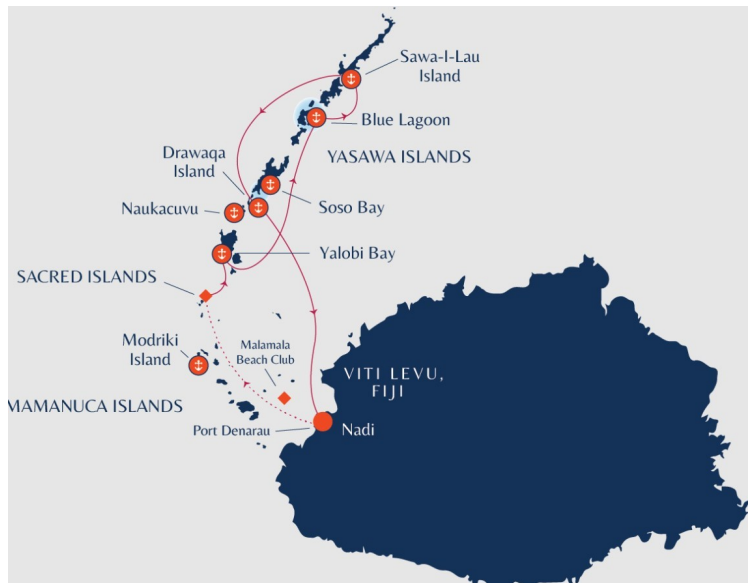 Sawa-I-Lau
Island
Blue Lagoon
YASAWA ISLANDS
Drawaqa
Island
Naukacuvu
Soso Bay
Yalobi Bay
SACRED ISLANDS
Modriki
Island
Malamala
Beach Club
VITI LEVU,
FIJI
MAMANUCA ISLANDS
Port Denarau
Nadi